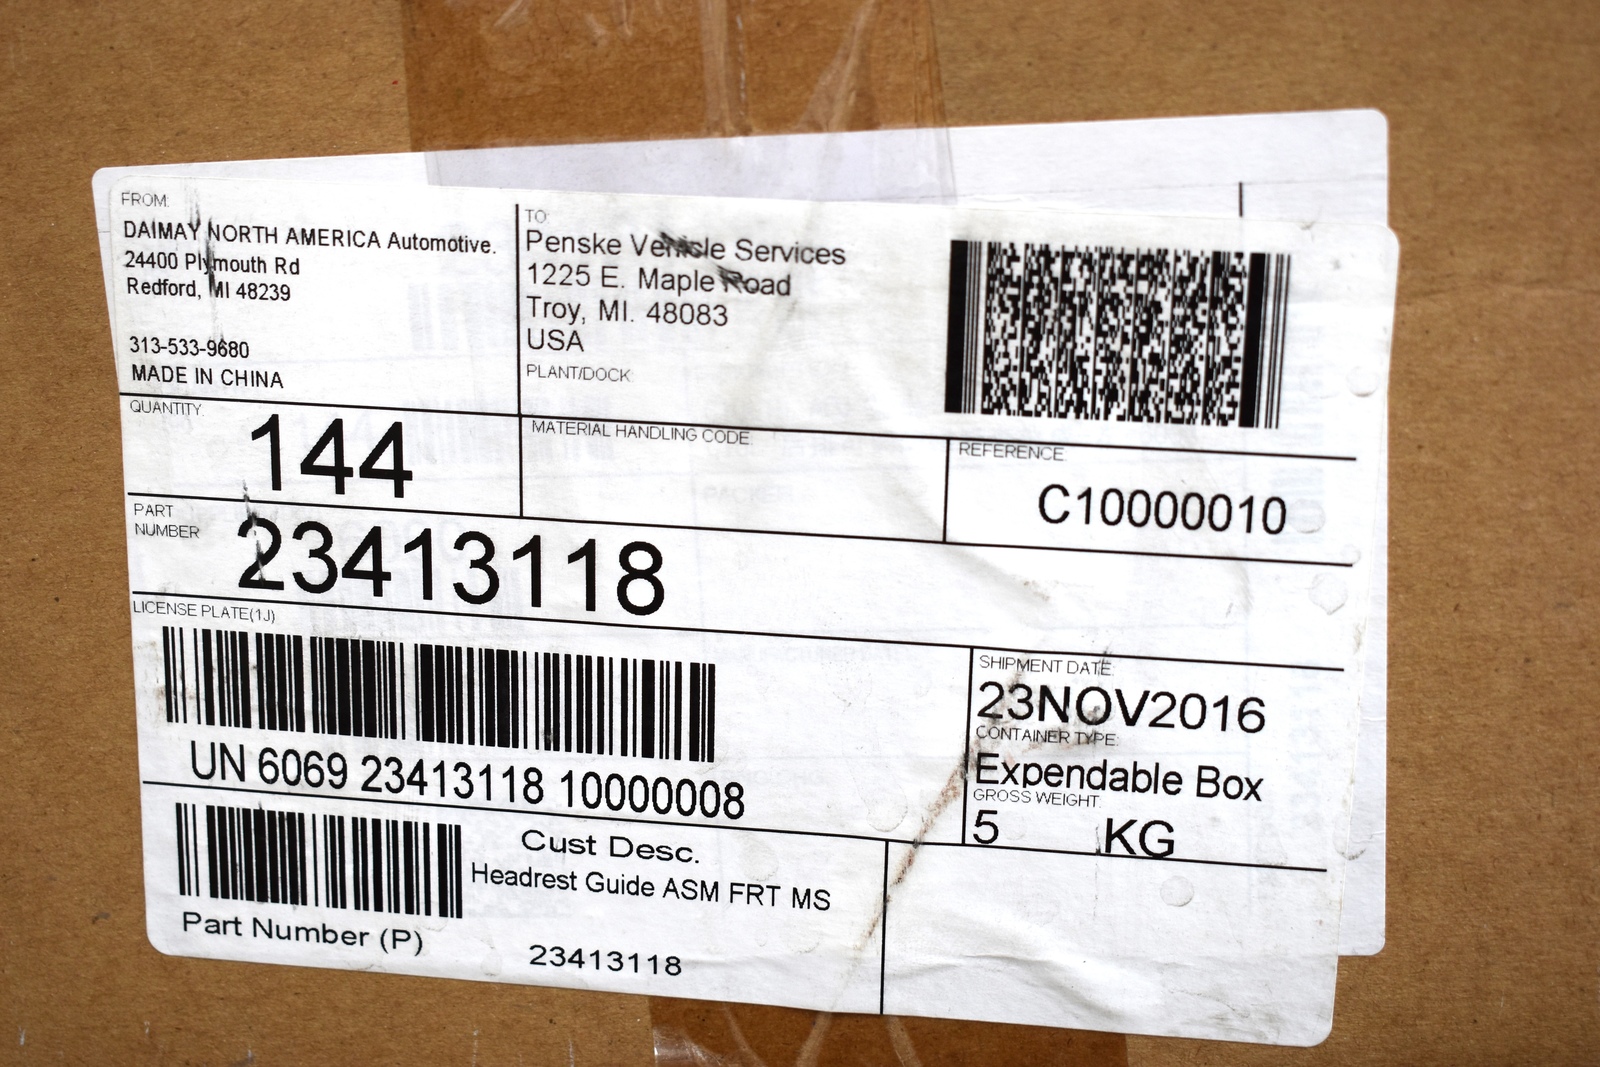 FROM:
DAIMAY NORTH AMERICA Automotive.
24400 Plymouth Rd
Redford, MI 48239
313-533-9680
MADE IN CHINA
TO
Penske Vehicle Services
1225 E. Maple Road
Troy, MI. 48083
USA
PLANT/DOCK:
QUANTITY:
144
MATERIAL HANDLING CODE:
REFERENCE:
C10000010
PART
NUMBER
23413118
LICENSE PLATE(1J)
UN 6069 23413118 10000008
SHIPMENT DATE:
23NOV2016
CONTAINER TYPE:
Expendable Box
GROSS WEIGHT:
5 KG
Cust Desc.
Headrest Guide ASM FRT MS
Part Number (P)
23413118